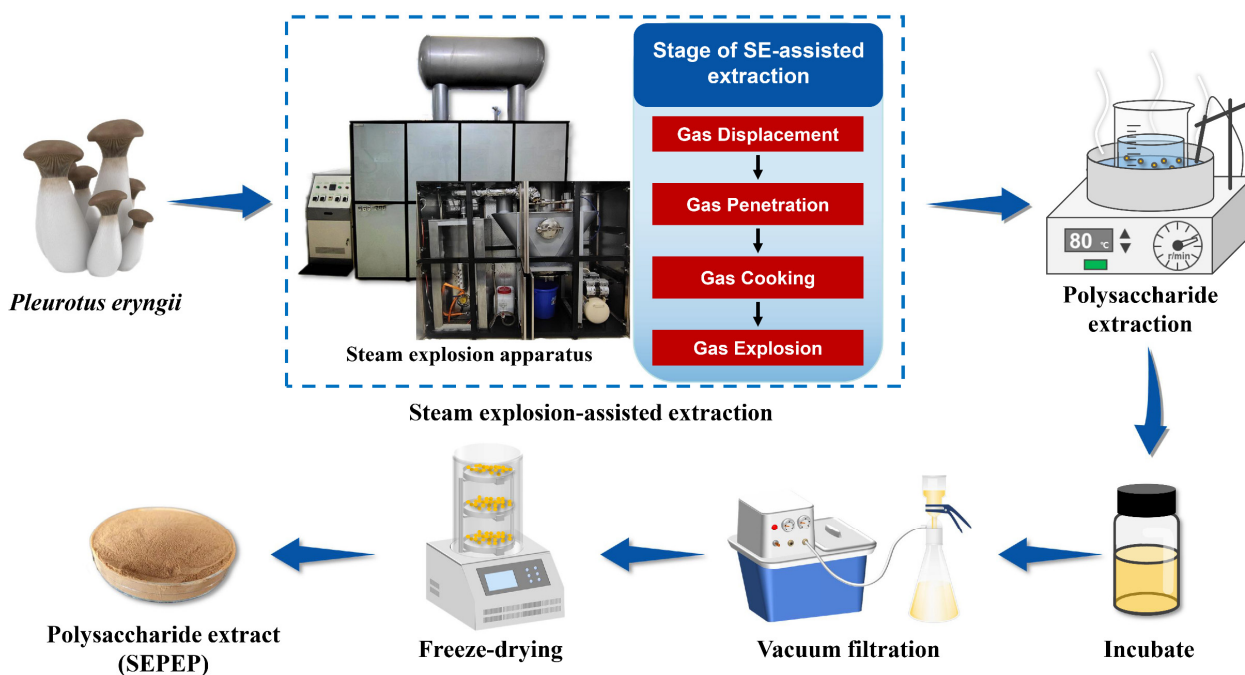 Stage of SE-assisted
extraction
Gas Displacement
Gas Penetration
Gas Cooking
Gas Explosion
Steam explosion apparatus
Steam explosion-assisted extraction
Pleurotus eryngii
80 °C
r/min
Polysaccharide
extraction
Incubate
Vacuum filtration
Freeze-drying
Polysaccharide extract
(SEPEP)